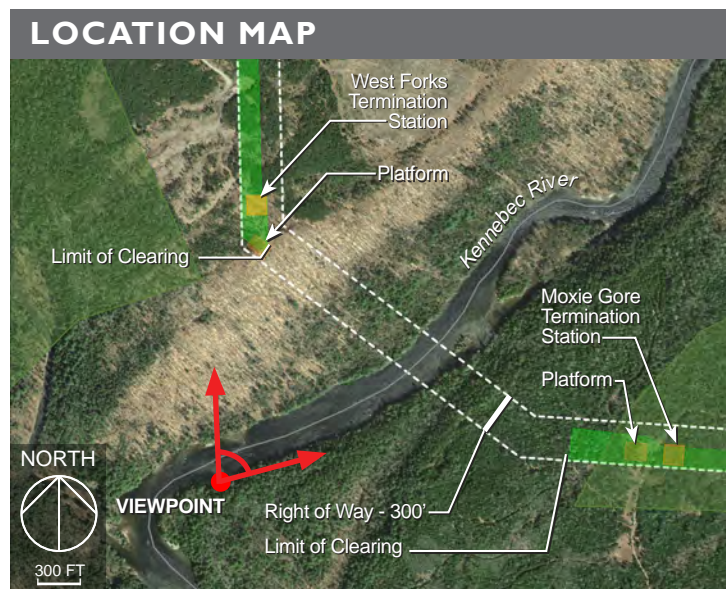 LOCATION MAP
West Forks
Termination
Station
Platform
Kennebec River
Limit of Clearing
Moxie Gore
Termination
Station
Platform
NORTH
VIEWPOINT
Right of Way - 300'
Limit of Clearing
300 FT